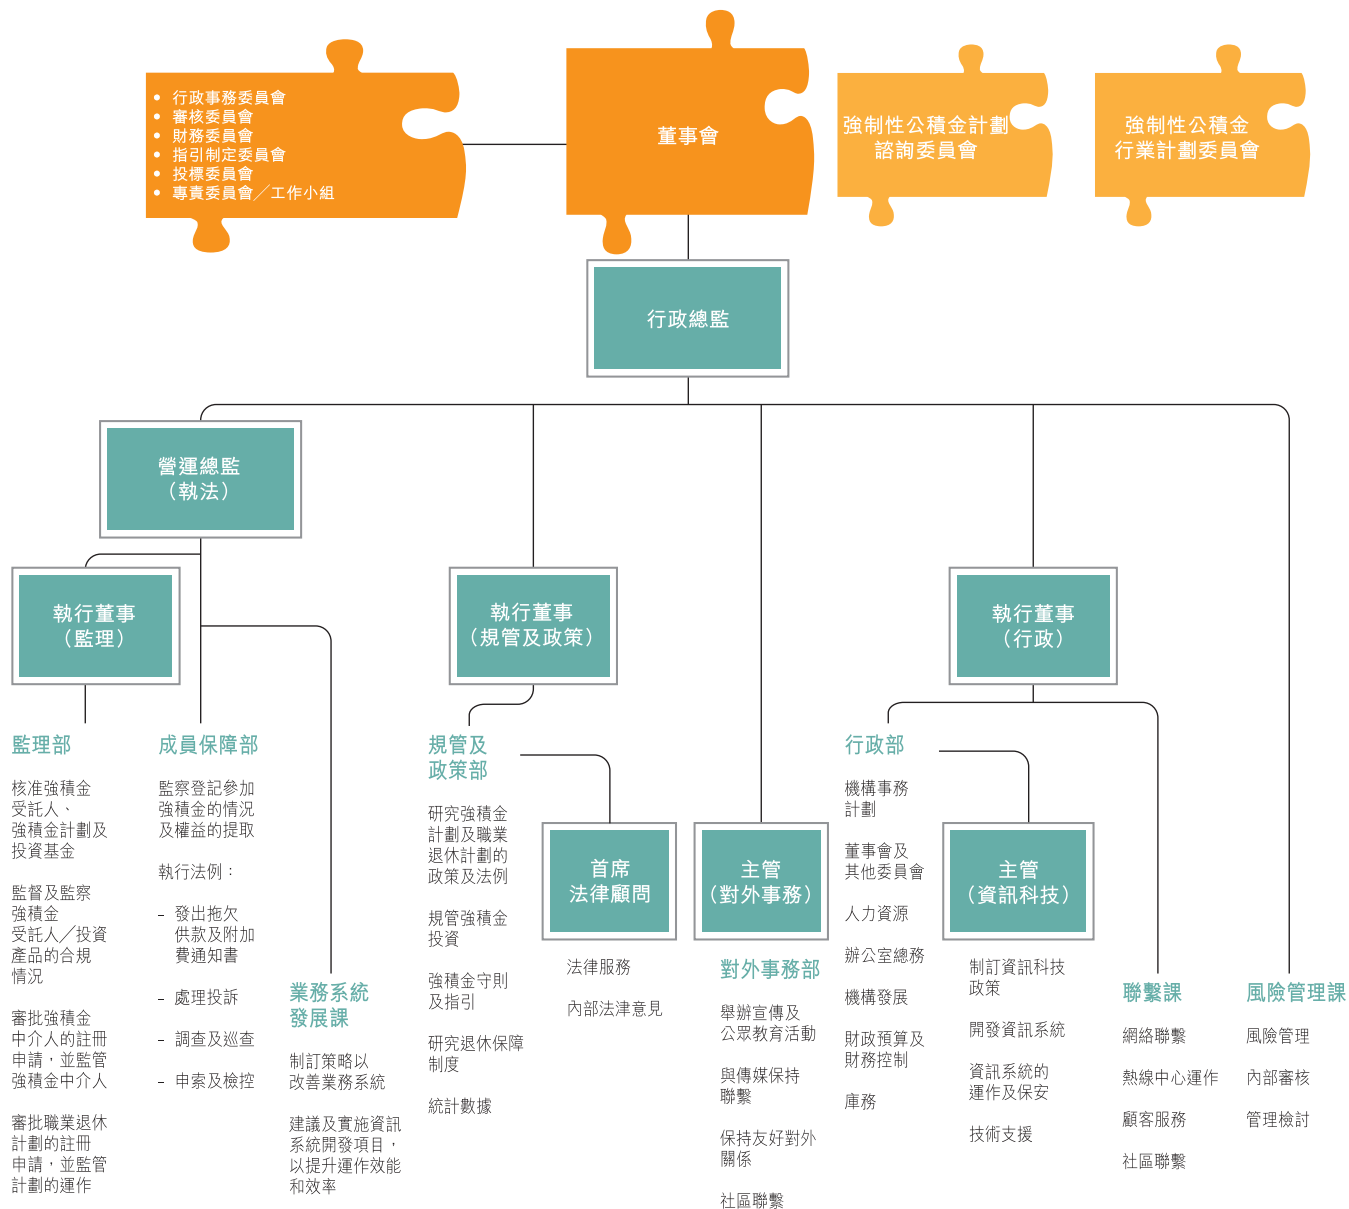 • 行政事務委員會
• 審核委員會
• 財務委員會
• 指引制定委員會
• 投標委員會
• 專責委員會╱工作小組
董事會
強制性公積金計劃
諮詢委員會
強制性公積金
行業計劃委員會
行政總監
營運總監
（執法）
執行董事
（監理）
執行董事
（規管及政策）
執行董事
（行政）
監理部
核准強積金
受託人、
強積金計劃及
投資基金
監督及監察
強積金
受託人╱投資
產品的合規
情況
審批強積金
中介人的註冊
申請，並監管
強積金中介人
審批職業退休
計劃的註冊
申請，並監管
計劃的運作
成員保障部
監察登記參加
強積金的情況
及權益的提取
執行法例：
– 發出拖欠
供款及附加
費通知書
– 處理投訴
– 調查及巡查
– 申索及檢控
業務系統
發展課
制訂策略以
改善業務系統
建議及實施資訊
系統開發項目，
以提升運作效能
和效率
規管及
政策部
研究強積金
計劃及職業
退休計劃的
政策及法例
規管強積金
投資
強積金守則
及指引
研究退休保障
制度
統計數據
首席
法律顧問
法律服務
內部法津意見
主管
（對外事務）
對外事務部
舉辦宣傳及
公眾教育活動
與傳媒保持
聯繫
保持友好對外
關係
社區聯繫
行政部
機構事務
計劃
董事會及
其他委員會
人力資源
辦公室總務
機構發展
財政預算及
財務控制
庫務
主管
（資訊科技）
制訂資訊科技
政策
開發資訊系統
資訊系統的
運作及保安
技術支援
聯繫課
網絡聯繫
熱線中心運作
顧客服務
社區聯繫
風險管理課
風險管理
內部審核
管理檢討